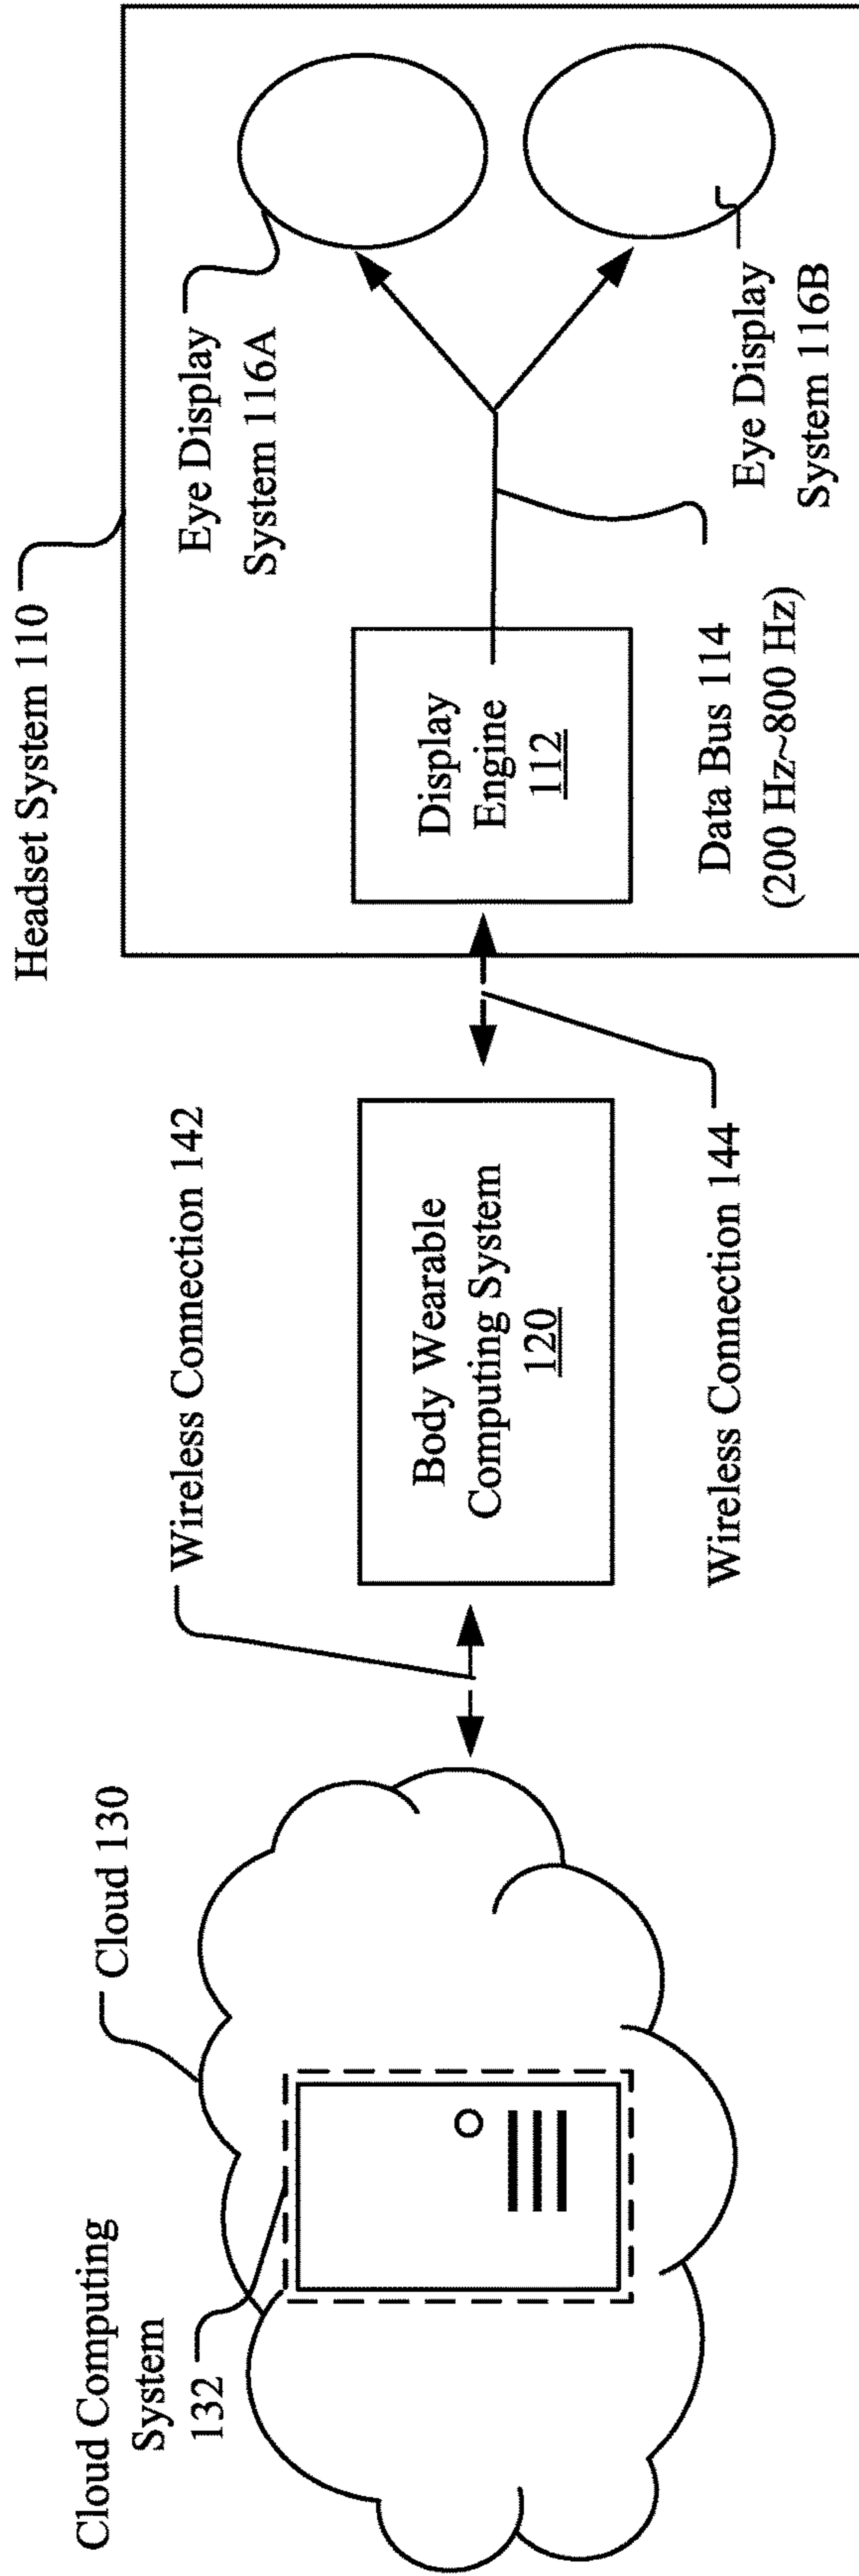 Cloud Computing
System
132
Cloud 130
Wireless Connection 142
Body Wearable
Computing System
120
Wireless Connection 144
Headset System 110
Display
Engine
112
Data Bus 114
(200 Hz~800 Hz)
Eye Display
System 116A
Eye Display
System 116B